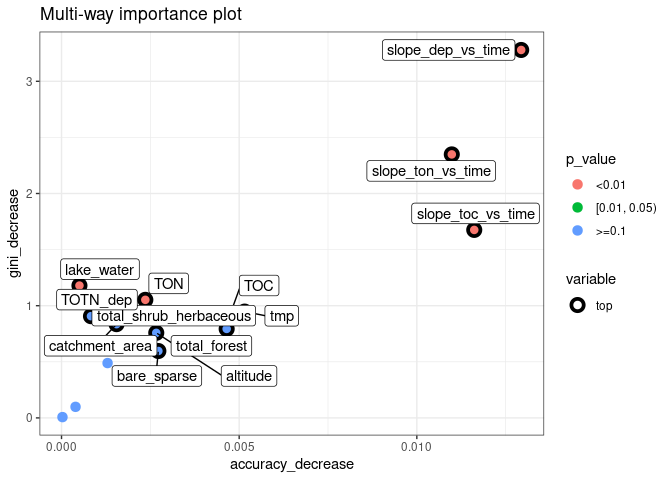 Multi-way importance plot
gini_decrease
3
2
1
0
slope_dep_vs_time
slope_ton_vs_time
slope_toc_vs_time
lake_water
TON
TOC
TOTN_dep
total_shrub_herbaceous
tmp
catchment_area
total_forest
bare_sparse
altitude
0.000
0.005
0.010
accuracy_decrease
p_value
<0.01
[0.01, 0.05)
>=0.1
variable
top